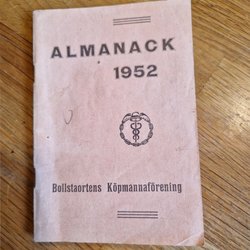 ALMANACK
1952
Bollstaortens Köpmannaförening